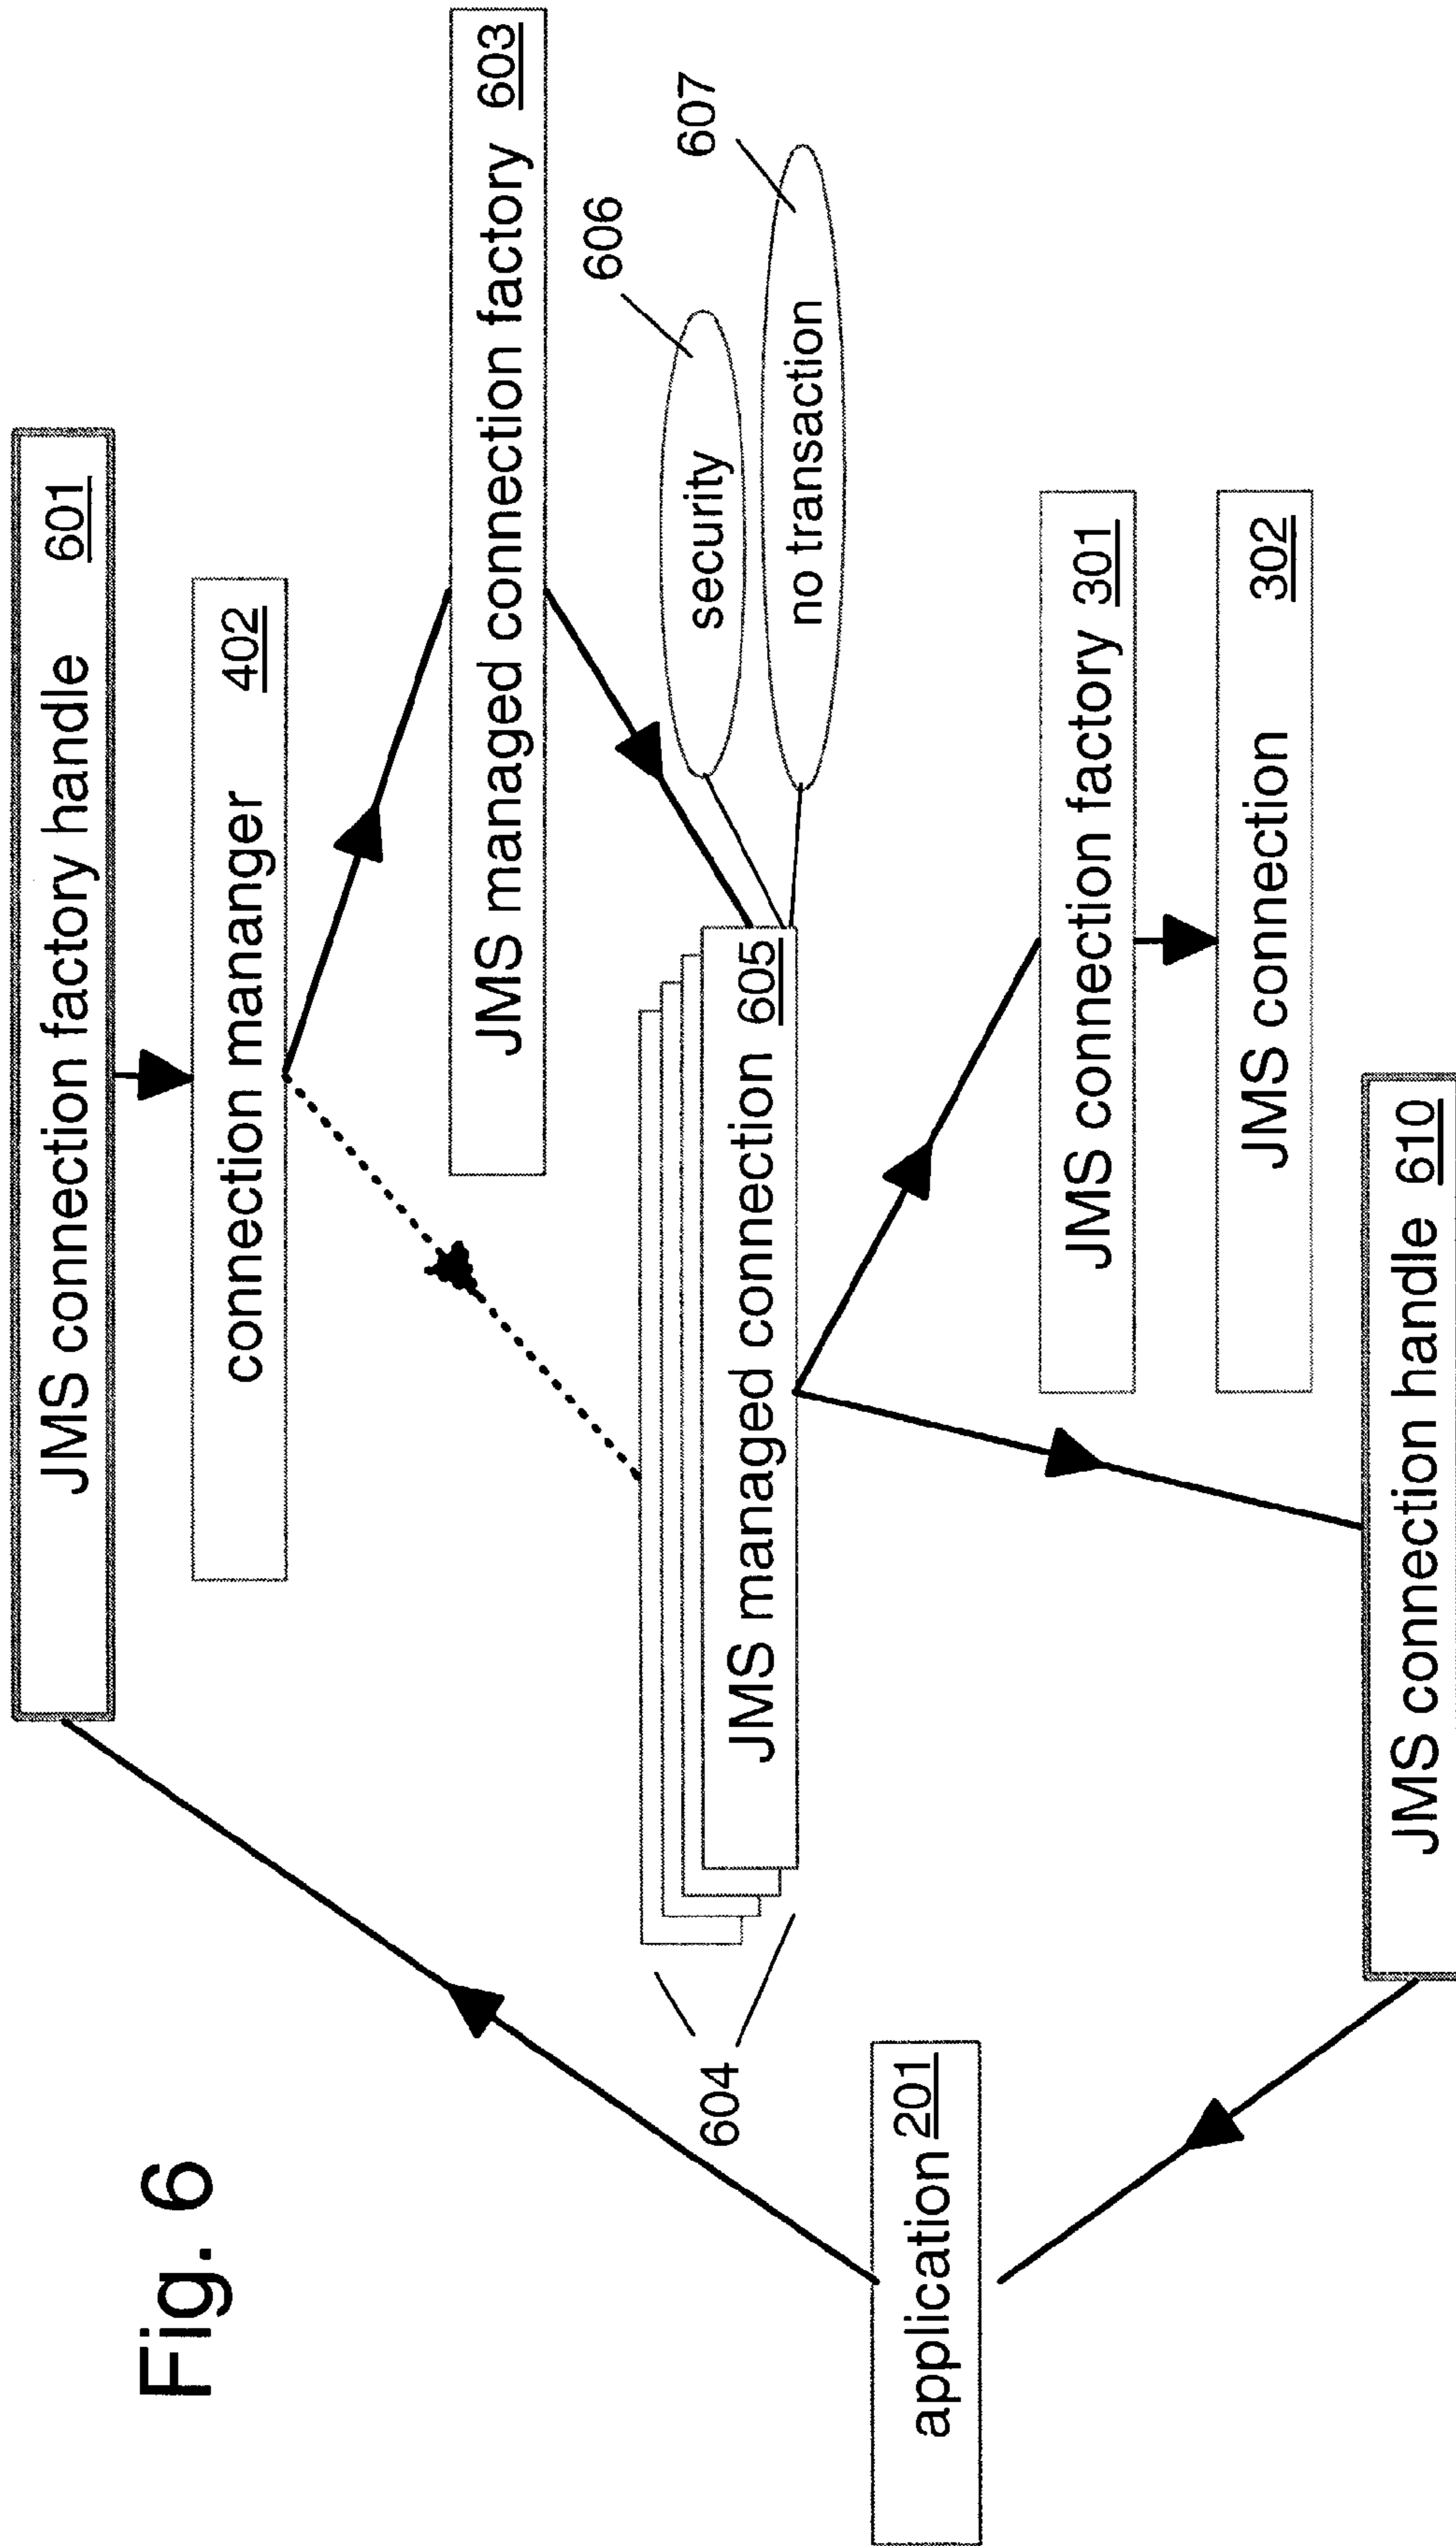 Fig. 6
JMS connection factory handle 601
connection mananger 402
JMS managed connection factory 603
606
security
607
no transaction
604
JMS managed connection 605
application 201
JMS connection factory 301
JMS connection 302
JMS connection handle 610